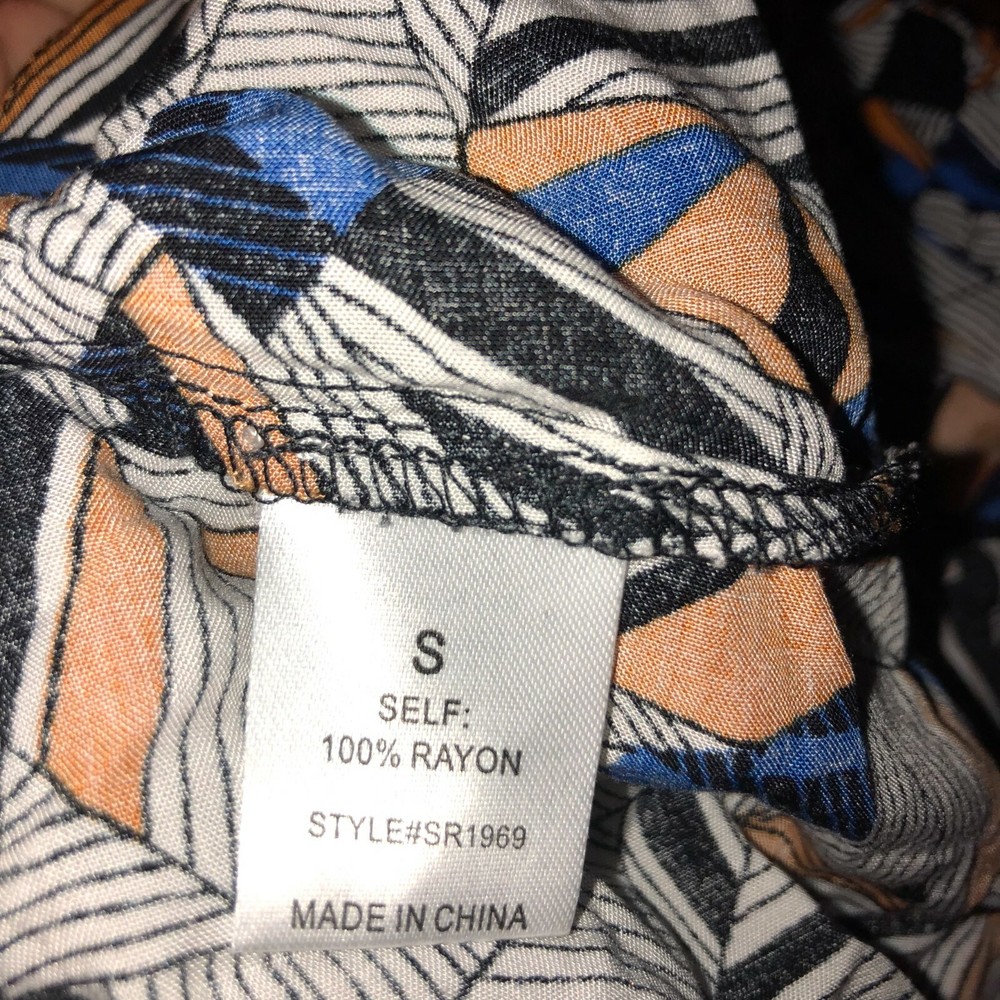 S
SELF:
100% RAYON
STYLE#SR1969
MADE IN CHINA